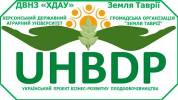 ДВНЗ «ХДАУ»
ХЕРСОНСЬКИЙ ДЕРЖАВНИЙ
АГРАРНИЙ УНІВЕРСИТЕТ
Земля Таврії
ГРОМАДСЬКА ОРГАНІЗАЦІЯ
"ЗЕМЛЯ ТАВРІЇ"
UHBDP
УКРАЇНСЬКИЙ ПРОЕКТ БІЗНЕС-РОЗВИТКУ ПЛОДООВОЧІВНИЦТВА